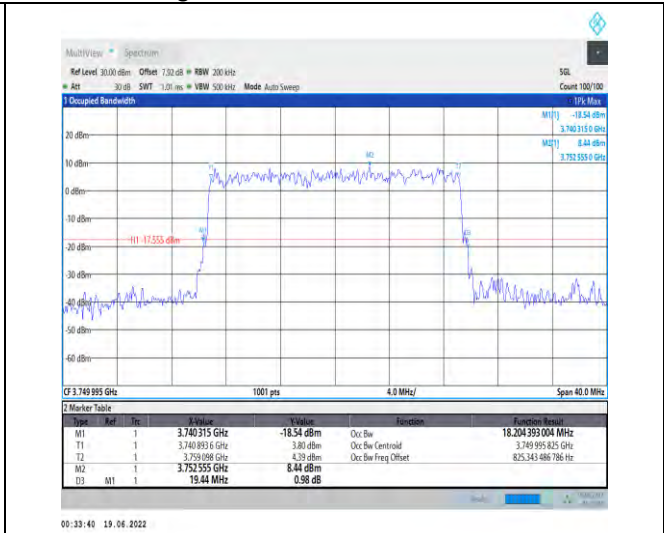 MultiView Spectrum
Ref Level 30.00 dBm Offset 7.92 dB RBW 200 kHz SGL
Att 30 dB SWT 1.01 ms VBW 500 kHz Mode Auto Sweep Count 100/100
1 Occupied Bandwidth 1Pk Max
M1[1] -18.54 dBm
3.740 315 0 GHz
20 dBm M2[1] 8.44 dBm
3.752 555 0 GHz
M2
10 dBm
T1
0 dBm
-10 dBm
M1
H1 -17.555 dBm
-20 dBm
-30 dBm
-40 dBm
-50 dBm
-60 dBm
CF 3.749 995 GHz 1001 pts 4.0 MHz/ Span 40.0 MHz
2 Marker Table
Type Ref Trc X-Value Y-Value Function Function Result
M1 1 3.740315 GHz -18.54 dBm Occ Bw 18.204 393 004 MHz
T1 1 3.740 893 6 GHz 3.80 dBm Occ Bw Centroid 3.749 995 825 GHz
T2 1 3.759 098 GHz 4.39 dBm Occ Bw Freq Offset 825.343 486 786 Hz
M2 1 3.752 555 GHz 8.44 dBm
D3 M1 1 19.44 MHz 0.98 dB
00:33:40 19.06.2022